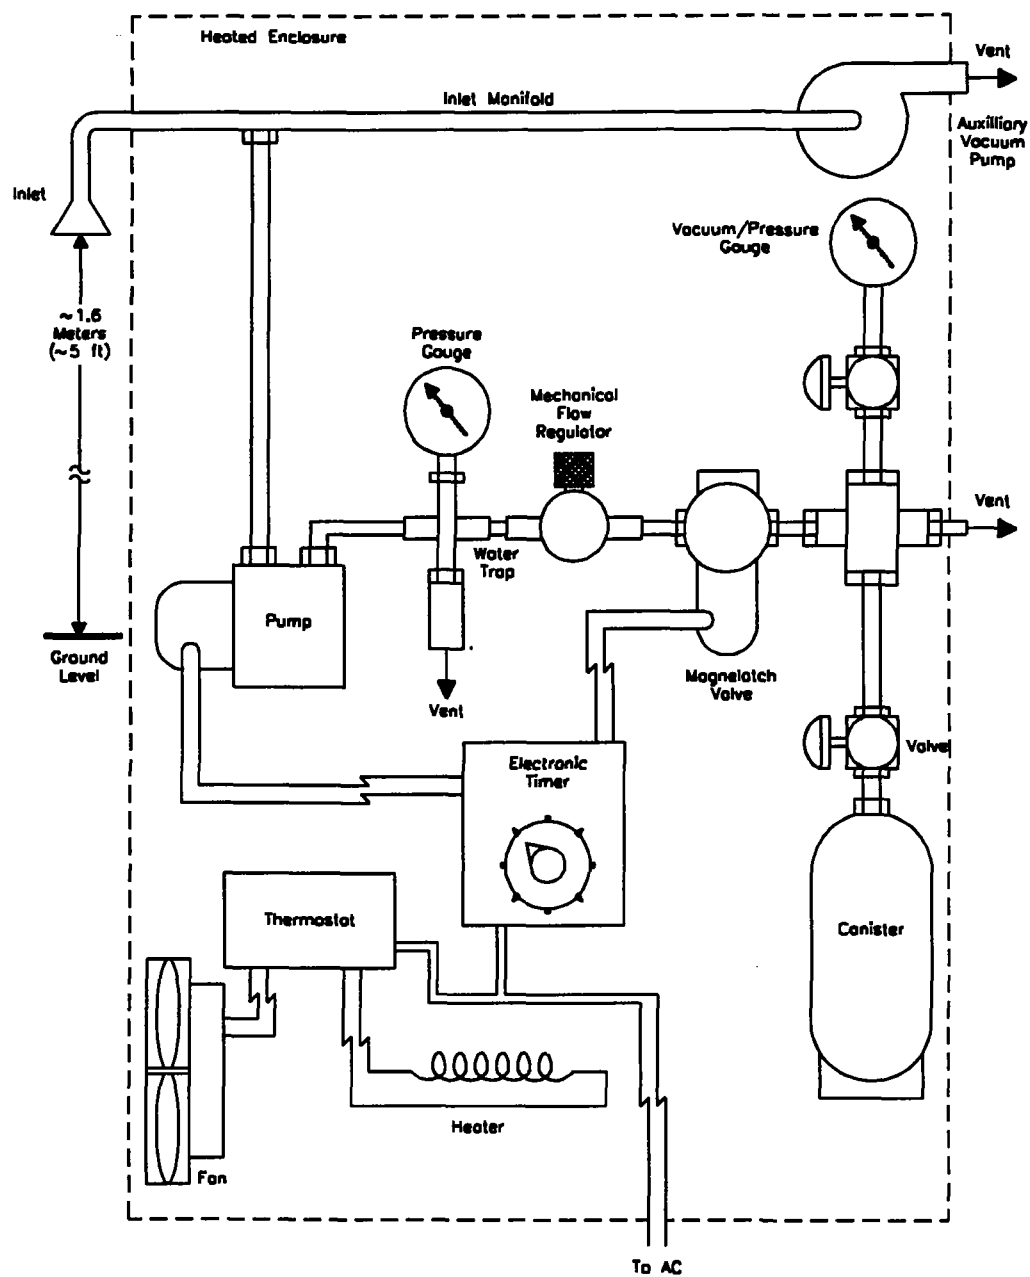 Heated Enclosure
Vent
Inlet Manifold
Auxilliary
Vacuum
Pump
Inlet
Vacuum/Pressure
Gauge
~1.6
Meters
(~5 ft)
Pressure
Gauge
Mechanical
Flow
Regulator
Vent
Water
Trap
Pump
Ground
Level
Magnelatch
Valve
Vent
Valve
Electronic
Timer
Thermostat
Canister
Heater
Fan
To AC